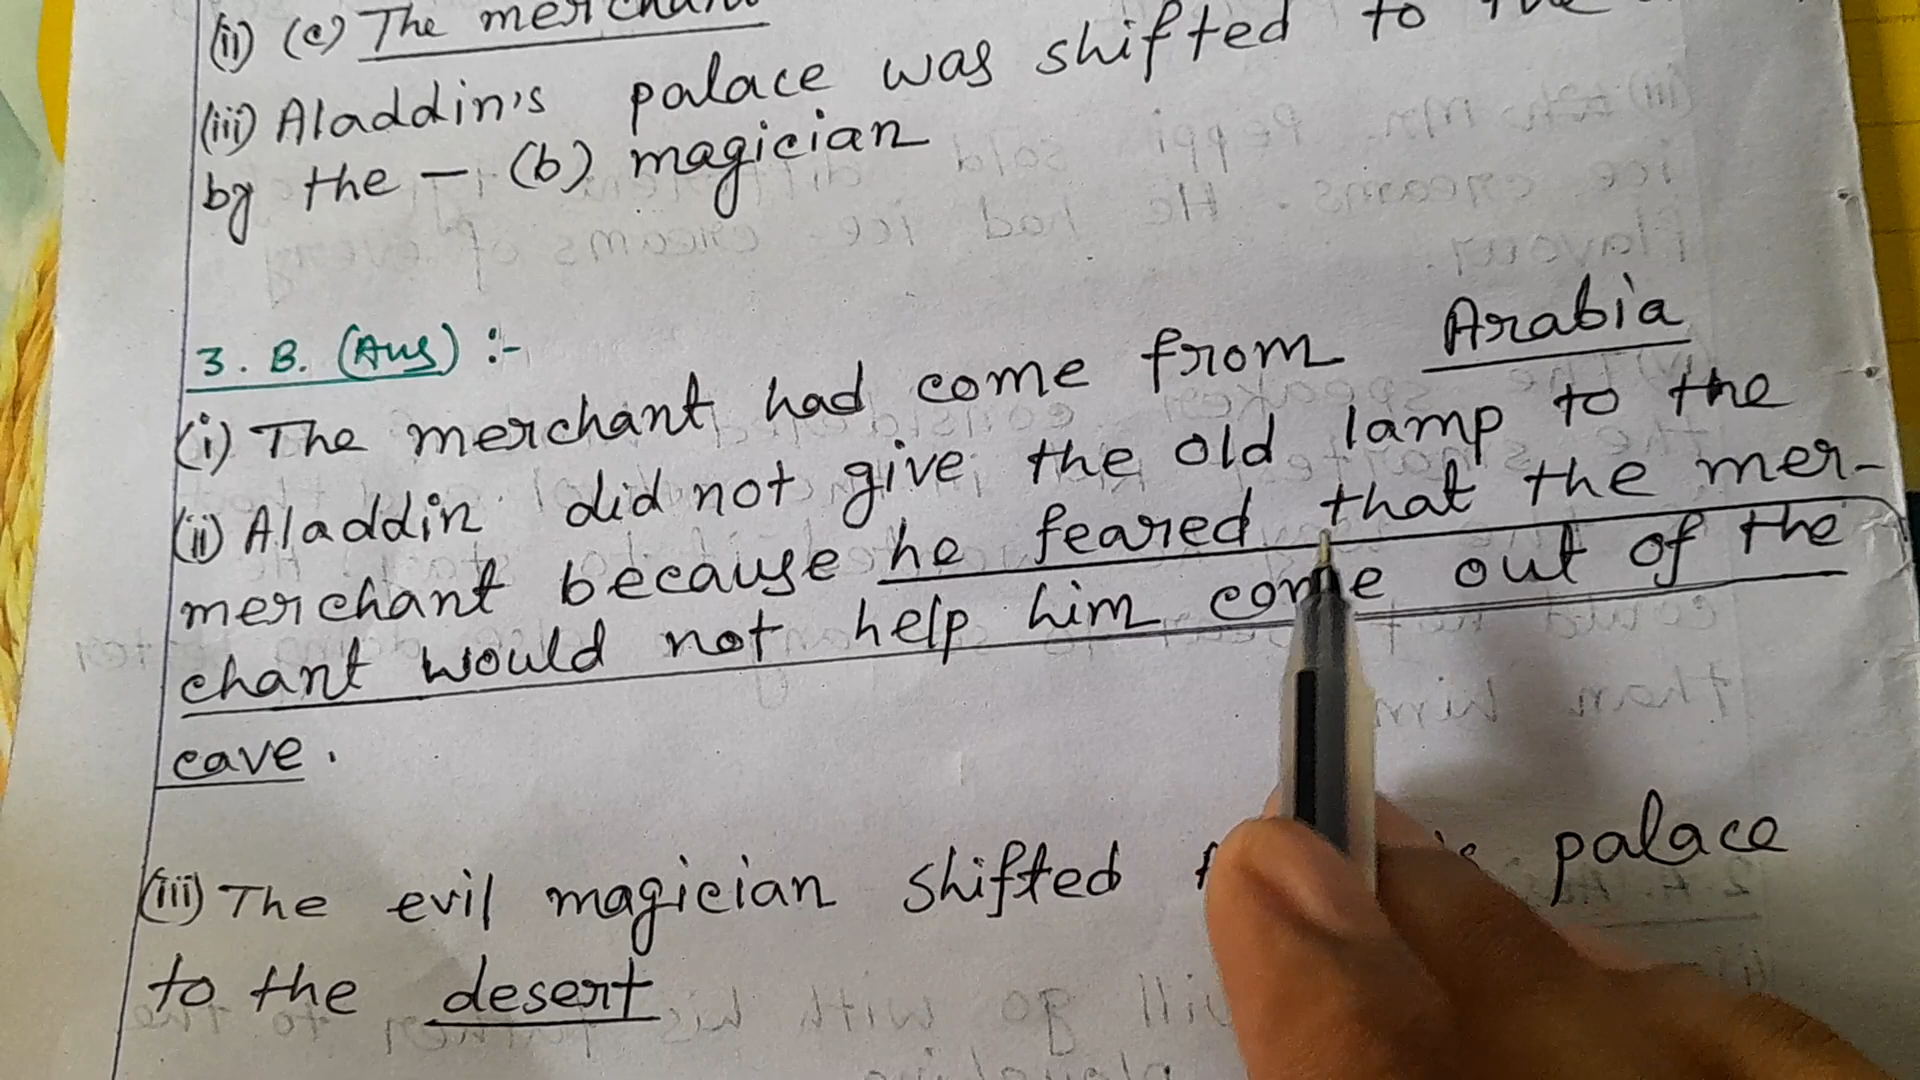 (ii) (c) The merchant
(iii) Aladdin's palace was shifted to the
by the - (b) magician
3. B. (Ans) :-
(i) The merchant had come from Arabia
(ii) Aladdin did not give the old lamp to the
merchant because he feared that the mer-
chant would not help him come out of the
cave.
(iii) The evil magician shifted palace
to the desert